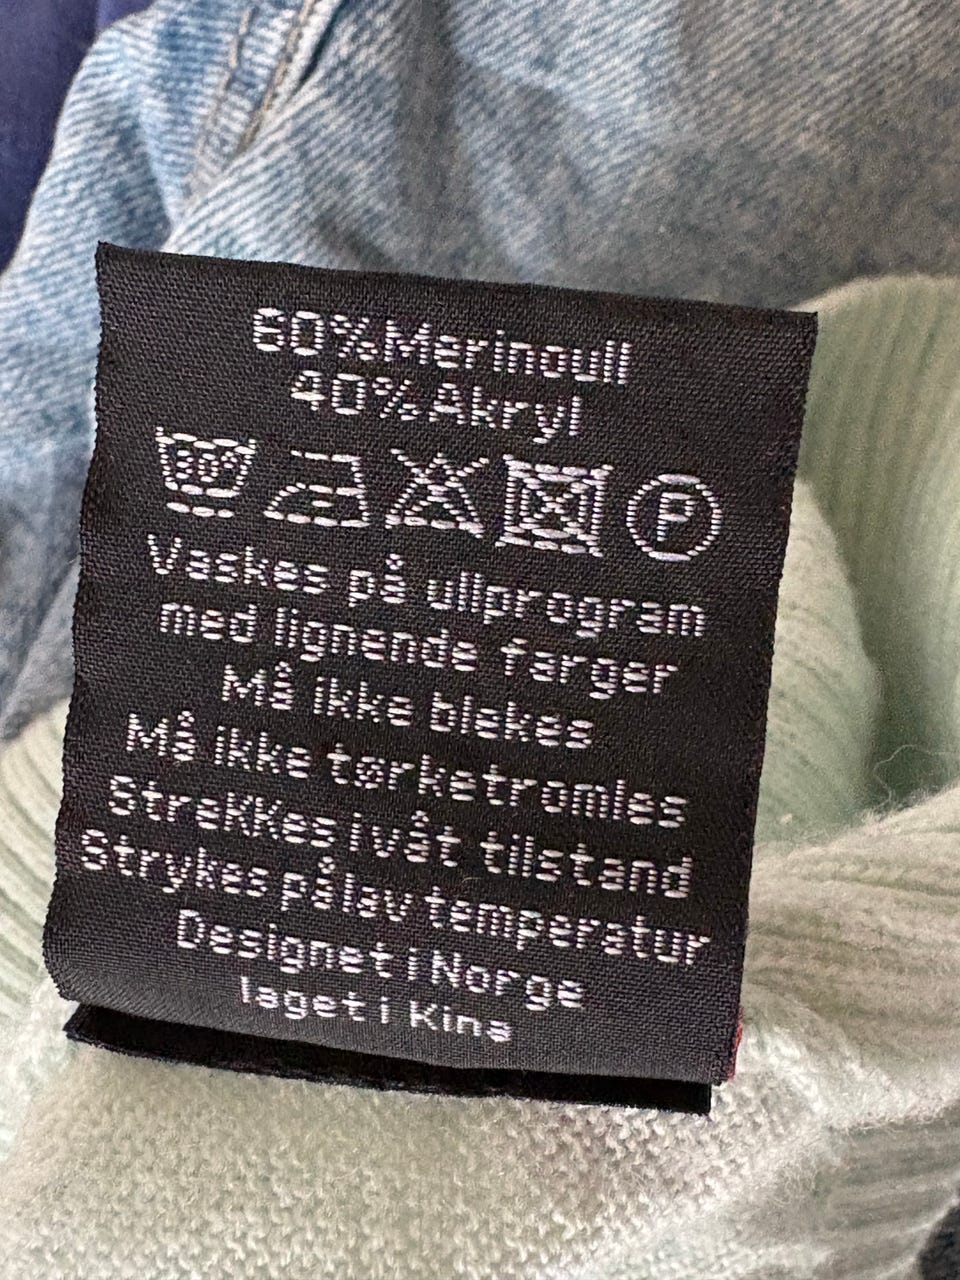 60% Merinoull
40% Akryl
30°
P
Vaskes på ullprogram
med lignende farger
Må ikke blekes
Må ikke tørketromles
Strekkes i våt tilstand
Strykes på lav temperatur
Designet i Norge
laget i Kina